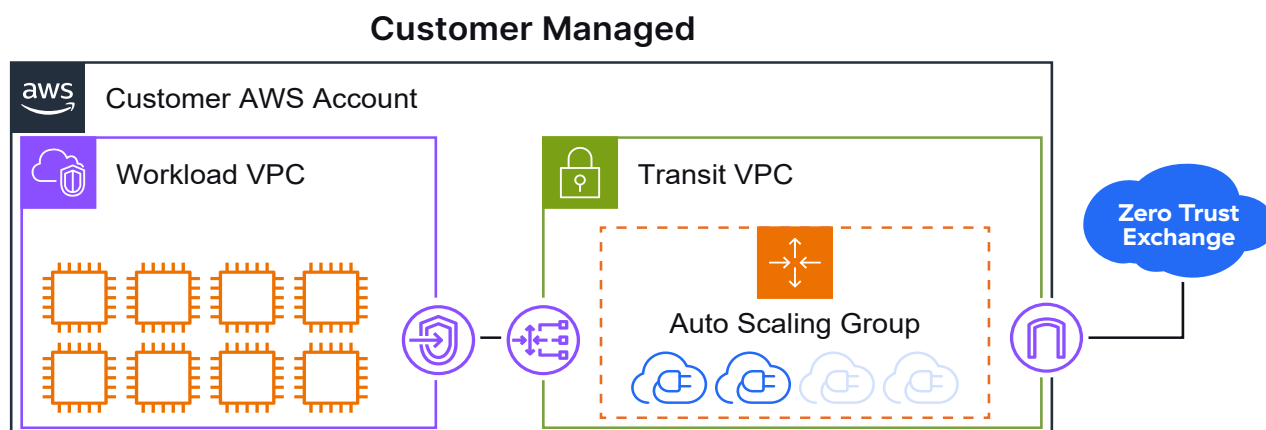 Customer Managed
aws
Customer AWS Account
Workload VPC
Transit VPC
Zero Trust
Exchange
Auto Scaling Group